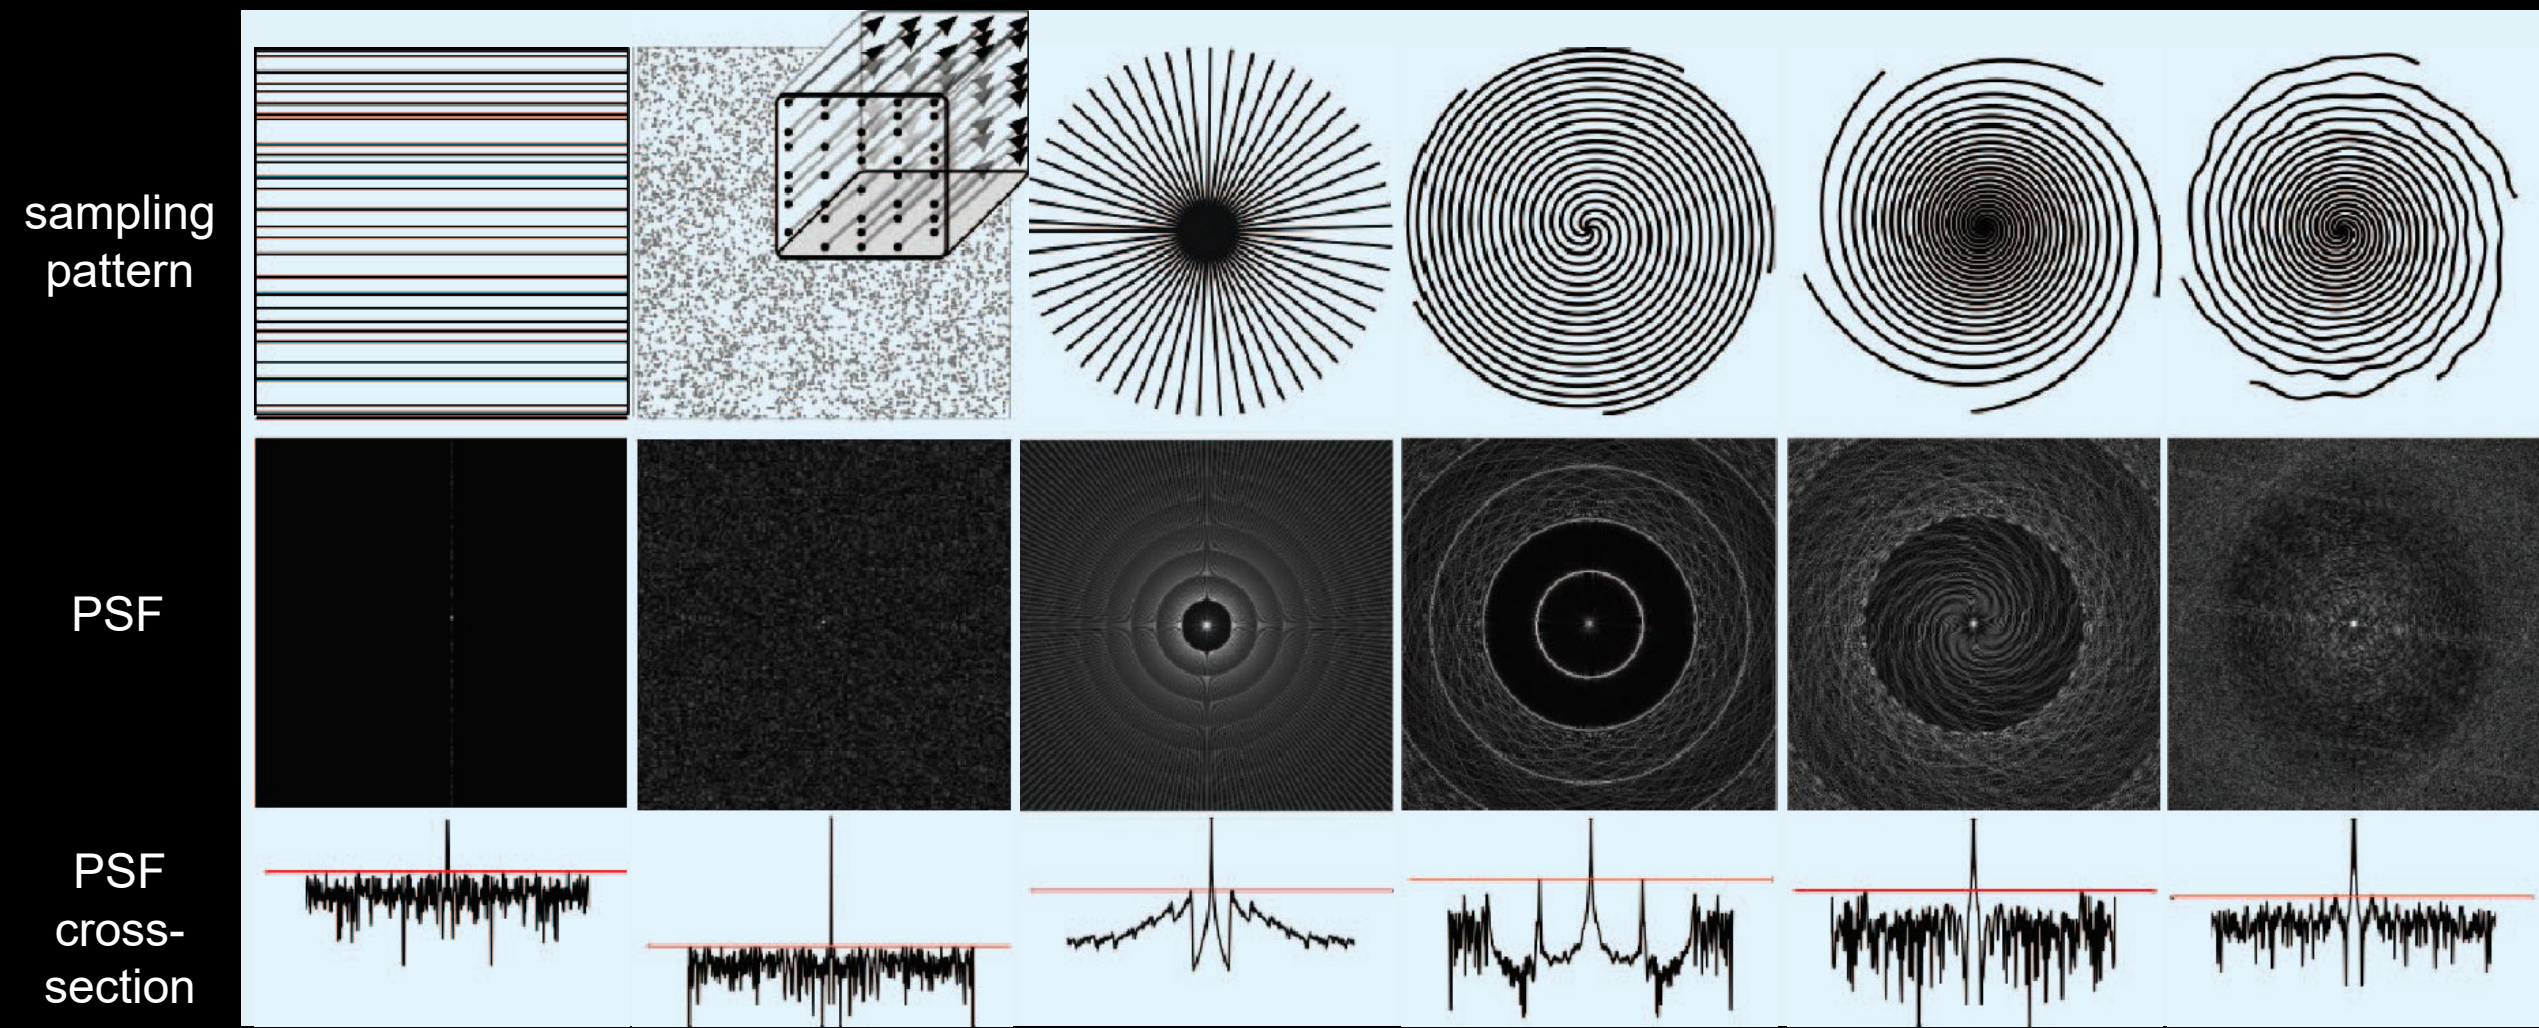 sampling
pattern
PSF
PSF
cross-
section